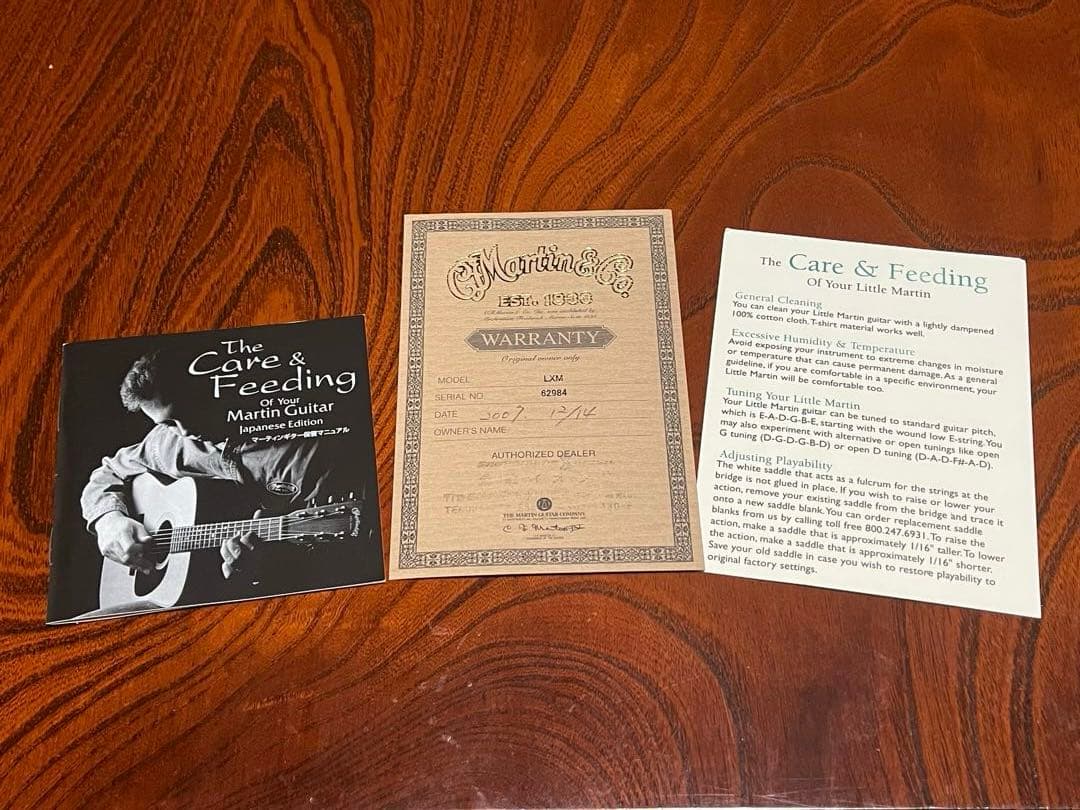 The
Care &
Feeding
Of Your
Martin Guitar
Japanese Edition
マーティンギター保管マニュアル
C.F. Martin & Co.
EST. 1833
WARRANTY
Original owner only
MODEL LXM
SERIAL NO. 62984
DATE 2007 12/14
OWNER'S NAME
AUTHORIZED DEALER
THE MARTIN GUITAR COMPANY
The Care & Feeding
Of Your Little Martin
General Cleaning
You can clean your Little Martin guitar with a lightly dampened
100% cotton cloth. T-shirt material works well.
Excessive Humidity & Temperature
Avoid exposing your instrument to extreme changes in moisture
or temperature that can cause permanent damage. As a general
guideline, if you are comfortable in a specific environment, your
Little Martin will be comfortable too.
Tuning Your Little Martin
Your Little Martin guitar can be tuned to standard guitar pitch,
which is E-A-D-G-B-E, starting with the wound low E-string. You
may also experiment with alternative or open tunings like open
G tuning (D-G-D-G-B-D) or open D tuning (D-A-D-F#-A-D).
Adjusting Playability
The white saddle that acts as a fulcrum for the strings at the
bridge is not glued in place. If you wish to raise or lower your
action, remove your existing saddle from the bridge and trace it
onto a new saddle blank. You can order replacement saddle
blanks from us by calling toll free 800.247.6931. To raise the
action, make a saddle that is approximately 1/16" taller. To lower
the action, make a saddle that is approximately 1/16" shorter.
Save your old saddle in case you wish to restore playability to
original factory settings.